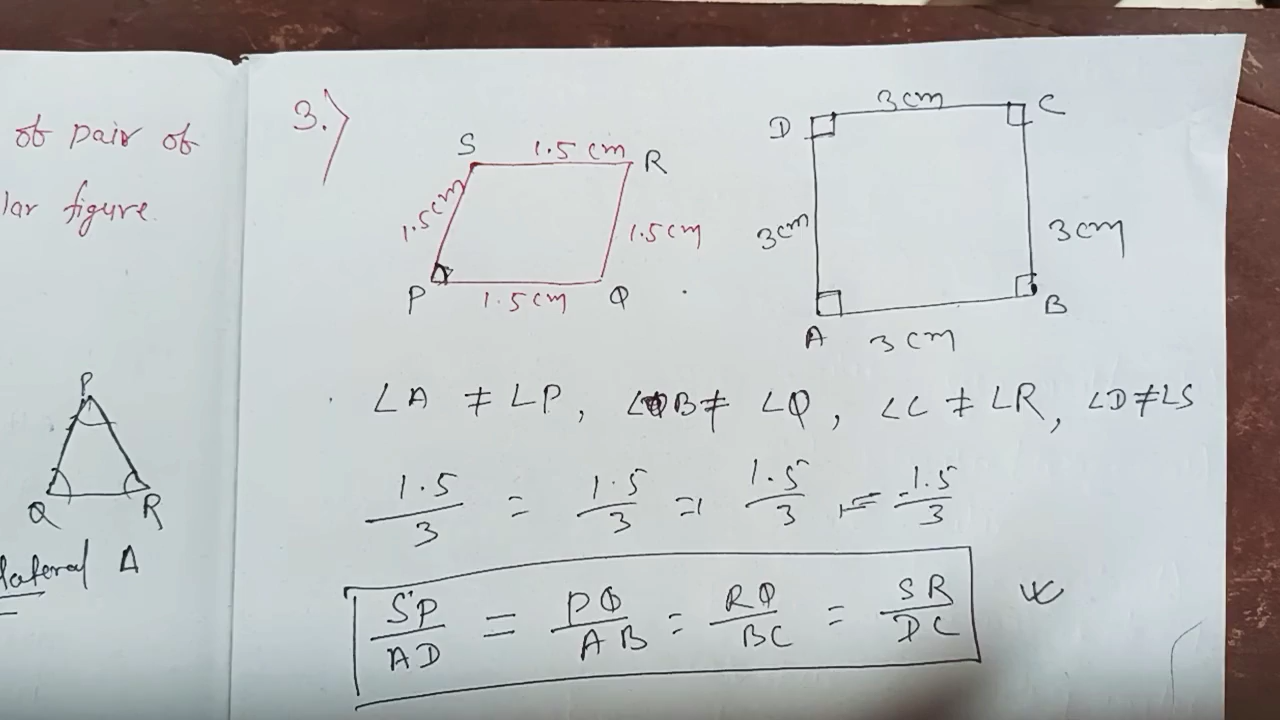 of pair of
lar figure.
P
Q R
lateral Δ
3.)
S 1.5 cm R
1.5cm
1.5cm
P 1.5cm Q
D 3cm C
3cm
3cm
A 3cm B
∠A ≠ ∠P, ∠B ≠ ∠Q, ∠C ≠ ∠R, ∠D ≠ ∠S
1.5/3 = 1.5/3 = 1.5/3 = 1.5/3
SP/AD = PQ/AB = RQ/BC = SR/DC